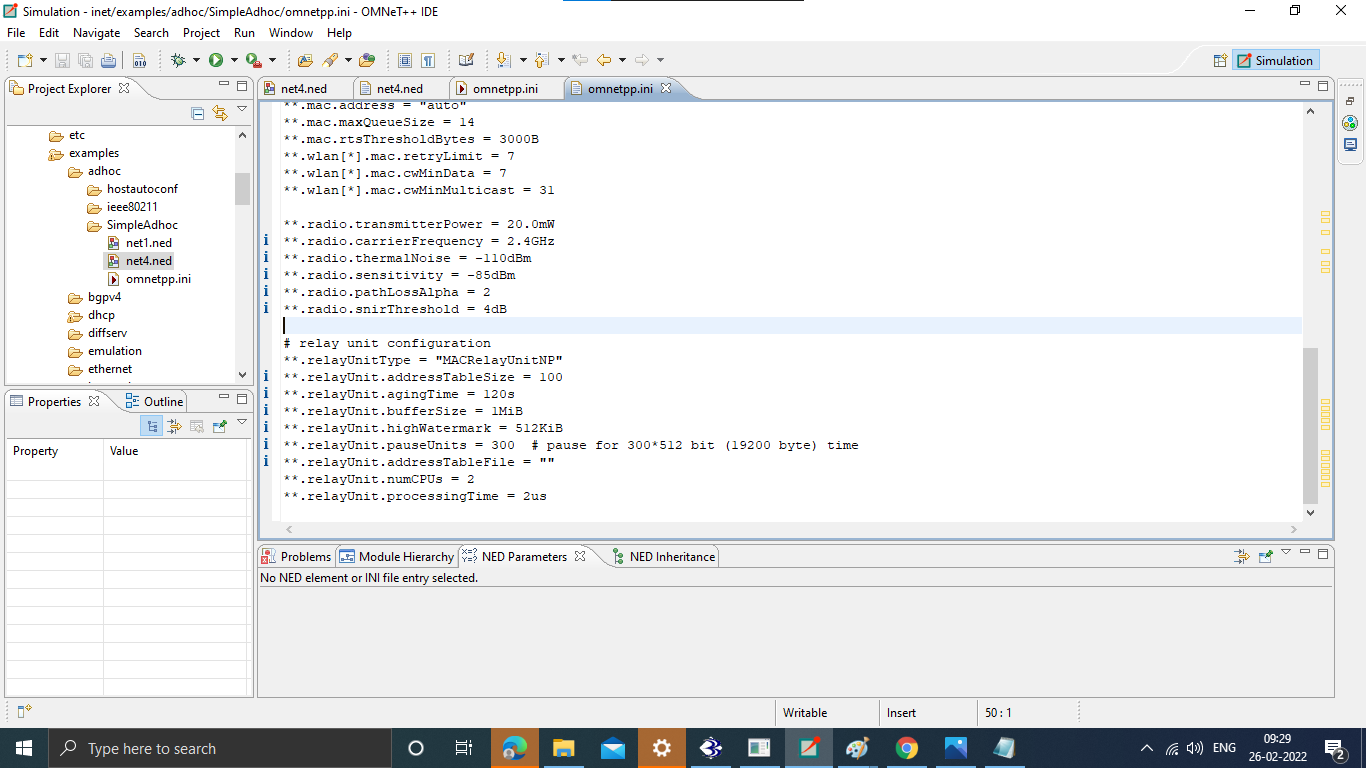 Simulation - inet/examples/adhoc/SimpleAdhoc/omnetpp.ini - OMNeT++ IDE
File Edit Navigate Search Project Run Window Help
Simulation
Project Explorer
net4.ned
net4.ned
omnetpp.ini
omnetpp.ini
etc
examples
adhoc
hostautoconf
ieee80211
SimpleAdhoc
net1.ned
net4.ned
omnetpp.ini
bgpv4
dhcp
diffserv
emulation
ethernet
**.mac.address = "auto"
**.mac.maxQueueSize = 14
**.mac.rtsThresholdBytes = 3000B
**.wlan[*].mac.retryLimit = 7
**.wlan[*].mac.cwMinData = 7
**.wlan[*].mac.cwMinMulticast = 31
**.radio.transmitterPower = 20.0mW
**.radio.carrierFrequency = 2.4GHz
**.radio.thermalNoise = -110dBm
**.radio.sensitivity = -85dBm
**.radio.pathLossAlpha = 2
**.radio.snirThreshold = 4dB
# relay unit configuration
**.relayUnitType = "MACRelayUnitNP"
**.relayUnit.addressTableSize = 100
**.relayUnit.agingTime = 120s
**.relayUnit.bufferSize = 1MiB
**.relayUnit.highWatermark = 512KiB
**.relayUnit.pauseUnits = 300  # pause for 300*512 bit (19200 byte) time
**.relayUnit.addressTableFile = ""
**.relayUnit.numCPUs = 2
**.relayUnit.processingTime = 2us
Properties Outline
Property Value
Problems Module Hierarchy NED Parameters NED Inheritance
No NED element or INI file entry selected.
Writable Insert 50 : 1
Type here to search
ENG
09:29
26-02-2022
2